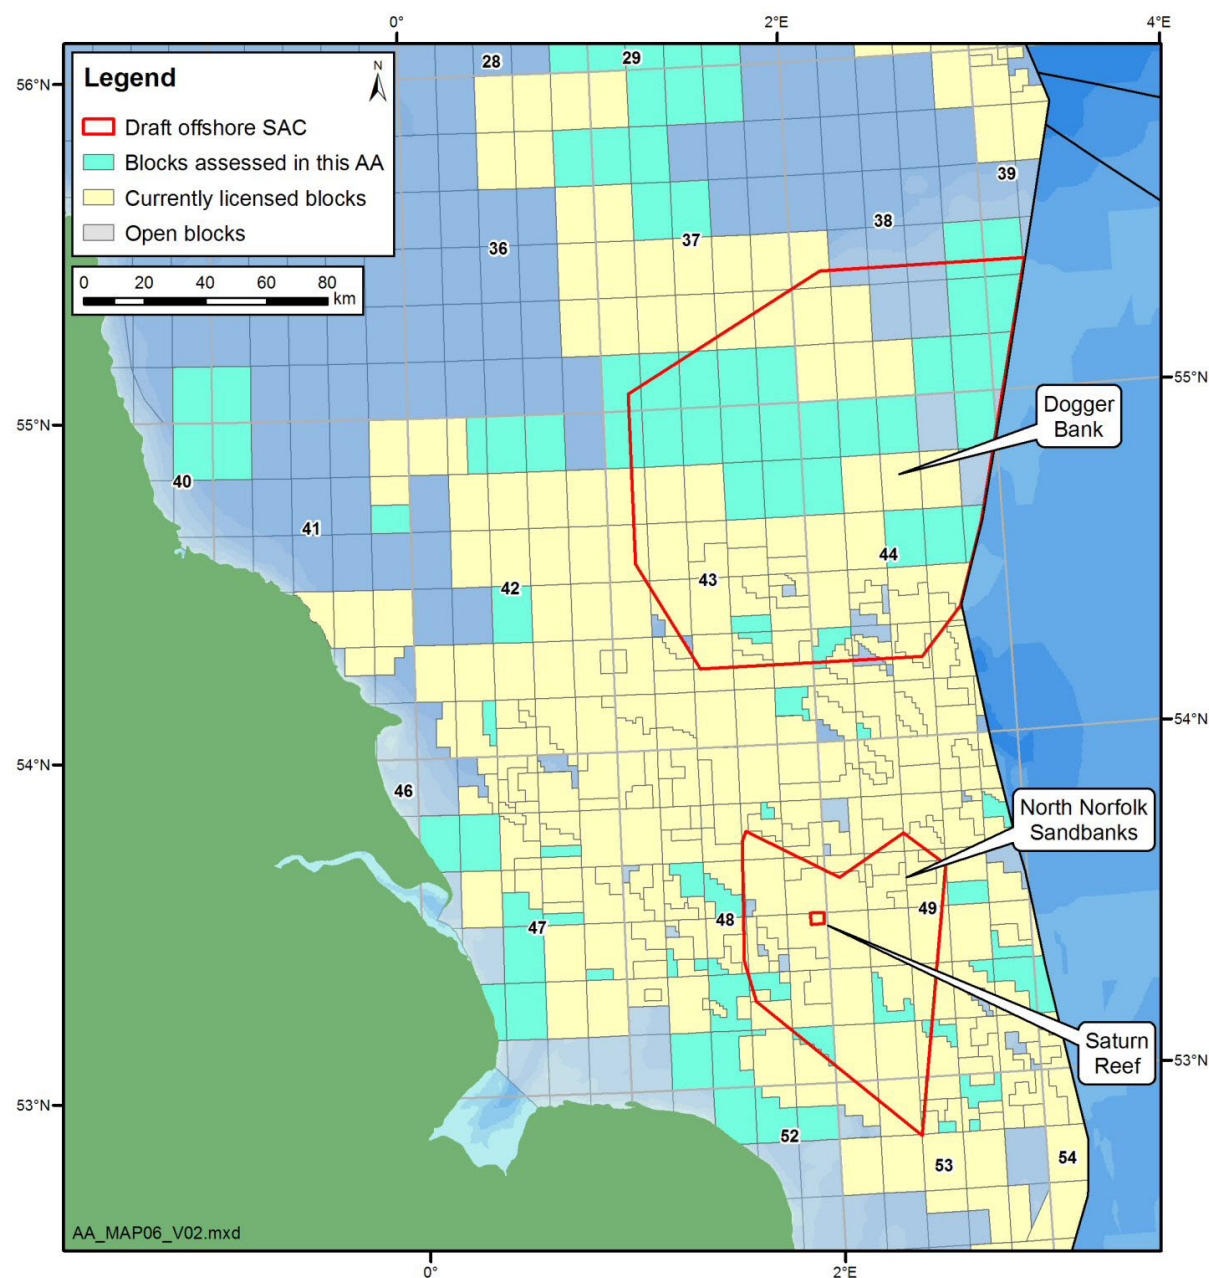 0°
2°E
4°E
56°N
Legend
N
Draft offshore SAC
Blocks assessed in this AA
Currently licensed blocks
Open blocks
0 20 40 60 80
km
28
29
39
38
37
36
55°N
55°N
Dogger
Bank
40
41
44
43
42
54°N
54°N
46
North Norfolk
Sandbanks
49
48
47
Saturn
Reef
53°N
53°N
52
53
54
AA_MAP06_V02.mxd
0°
2°E